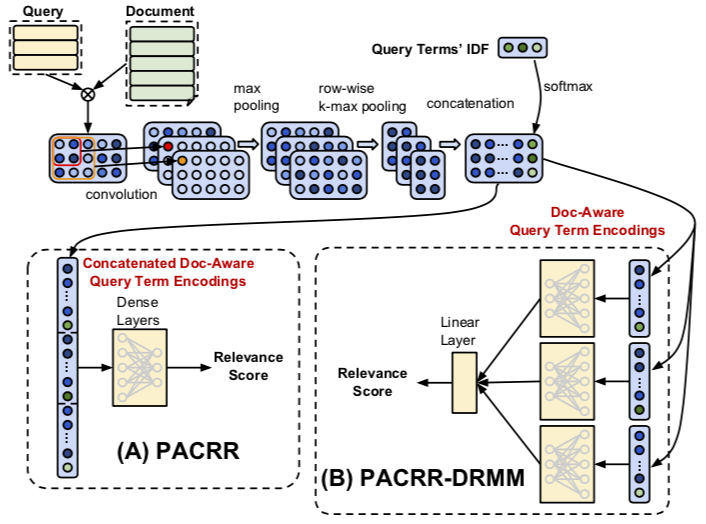 Query
Document
Query Terms' IDF
max
pooling
row-wise
k-max pooling
concatenation
softmax
convolution
Concatenated Doc-Aware
Query Term Encodings
Dense
Layers
Relevance
Score
(A) PACRR
Doc-Aware
Query Term Encodings
Linear
Layer
Relevance
Score
(B) PACRR-DRMM